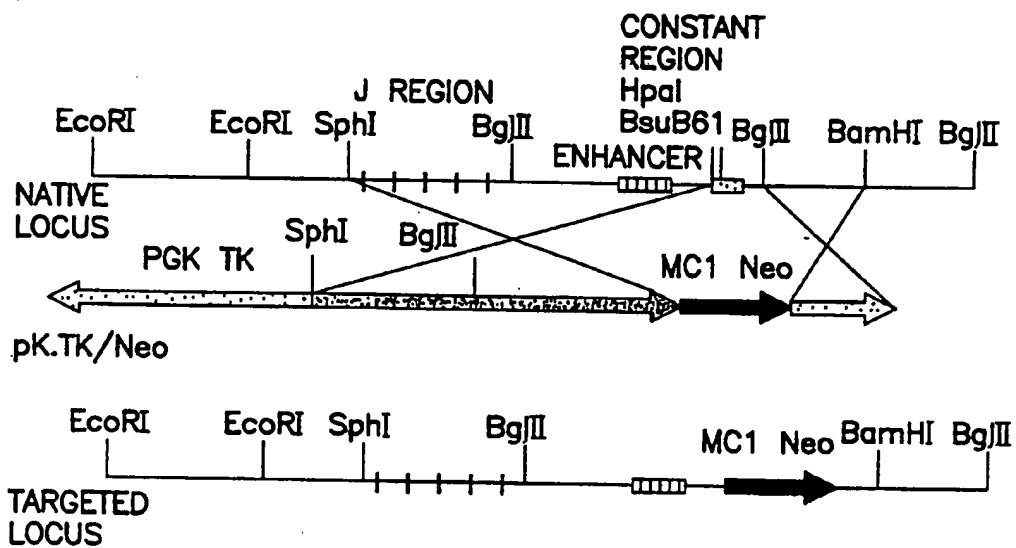 CONSTANT
REGION
HpaI
BsuB61
J REGION
EcoRI EcoRI SphI BglII BglII BamHI BglII
ENHANCER
NATIVE
LOCUS
SphI BglII
PGK TK
MC1 Neo
pK.TK/Neo
EcoRI EcoRI SphI BglII MC1 Neo BamHI BglII
TARGETED
LOCUS